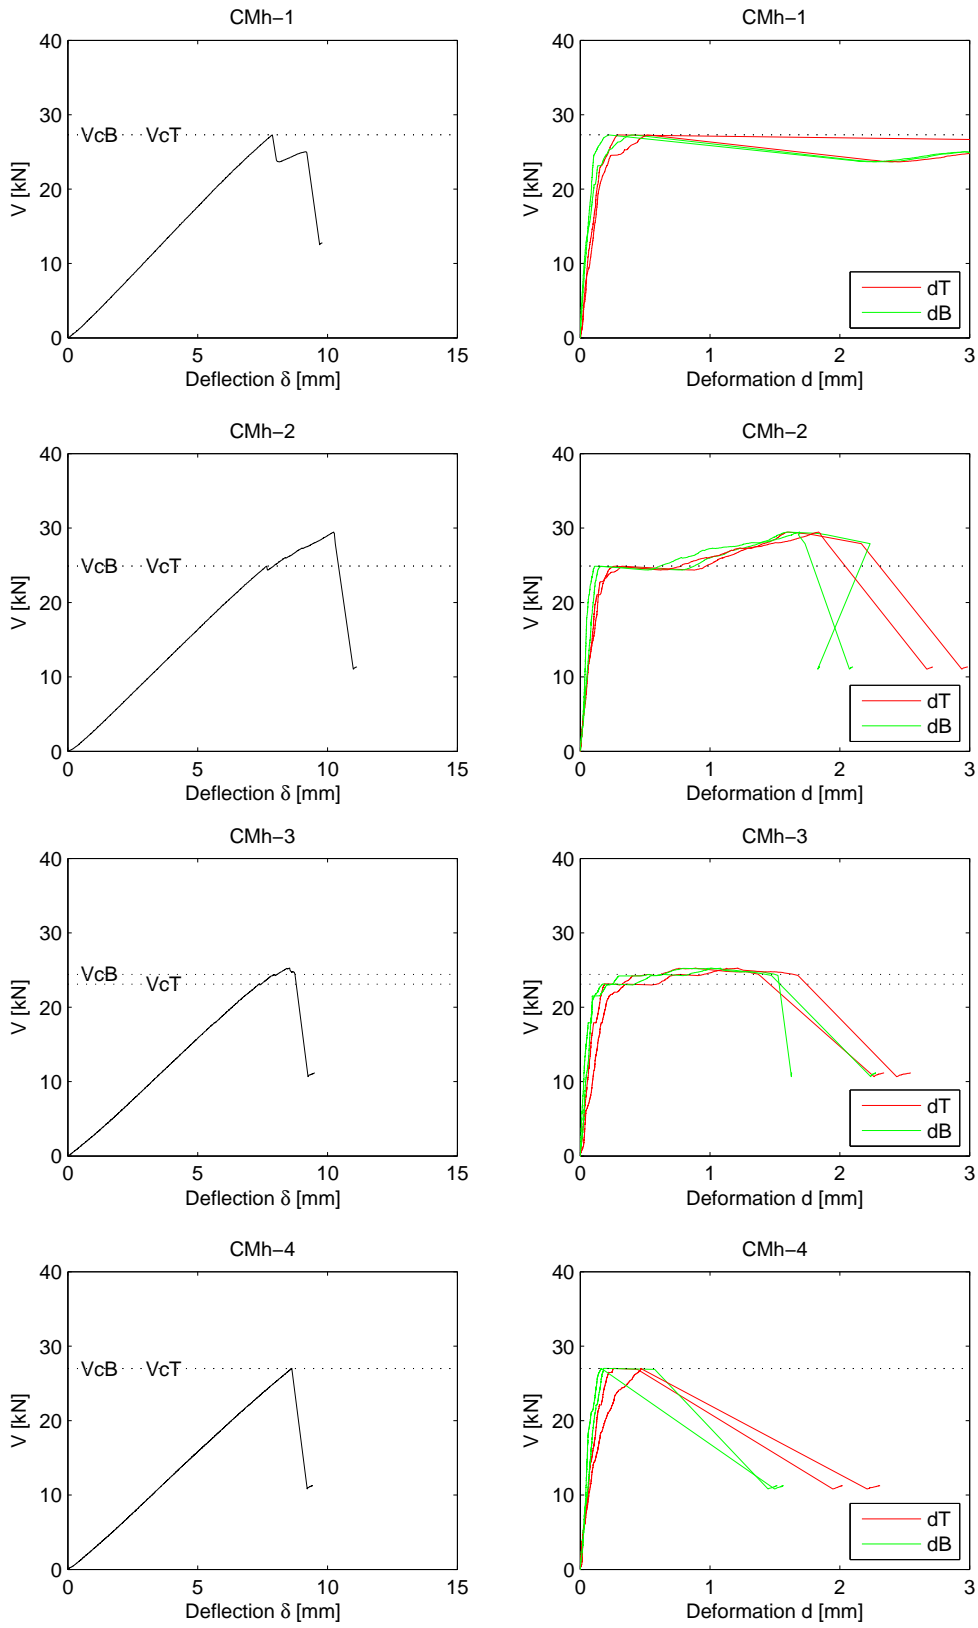 CMh−1
40
30
20
10
0
V [kN]
VcB VcT
0 5 10 15
Deflection δ [mm]
CMh−1
40
30
20
10
0
V [kN]
dT
dB
0 1 2 3
Deformation d [mm]
CMh−2
40
30
20
10
0
V [kN]
VcB VcT
0 5 10 15
Deflection δ [mm]
CMh−2
40
30
20
10
0
V [kN]
dT
dB
0 1 2 3
Deformation d [mm]
CMh−3
40
30
20
10
0
V [kN]
VcB
VcT
0 5 10 15
Deflection δ [mm]
CMh−3
40
30
20
10
0
V [kN]
dT
dB
0 1 2 3
Deformation d [mm]
CMh−4
40
30
20
10
0
V [kN]
VcB VcT
0 5 10 15
Deflection δ [mm]
CMh−4
40
30
20
10
0
V [kN]
dT
dB
0 1 2 3
Deformation d [mm]